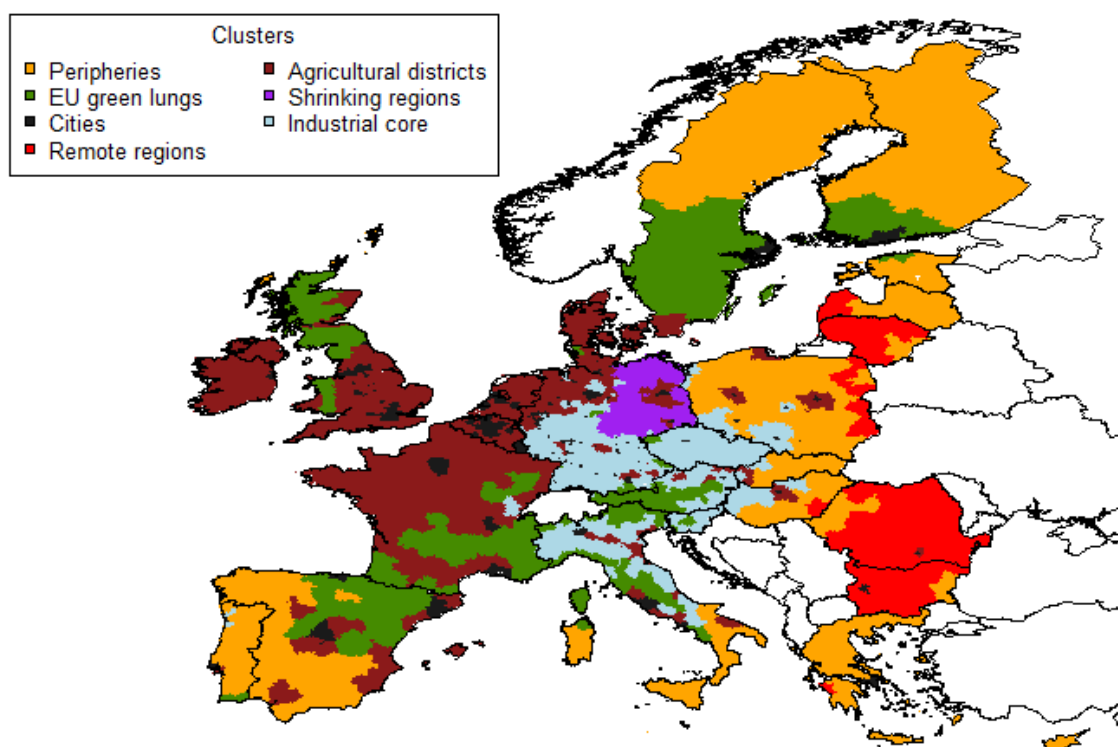 Clusters
Peripheries
EU green lungs
Cities
Remote regions
Agricultural districts
Shrinking regions
Industrial core